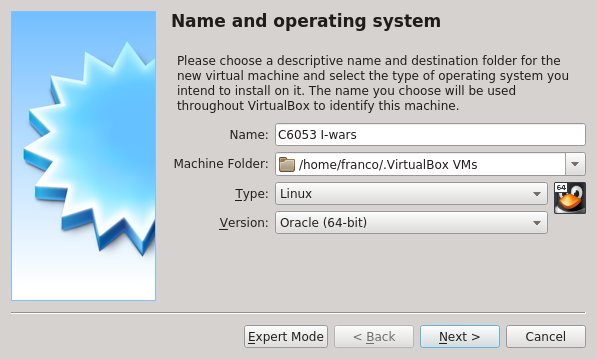 Name and operating system
Please choose a descriptive name and destination folder for the
new virtual machine and select the type of operating system you
intend to install on it. The name you choose will be used
throughout VirtualBox to identify this machine.
Name: C6053 I-wars
Machine Folder: /home/franco/.VirtualBox VMs
Type: Linux
64
Version: Oracle (64-bit)
Expert Mode < Back Next > Cancel